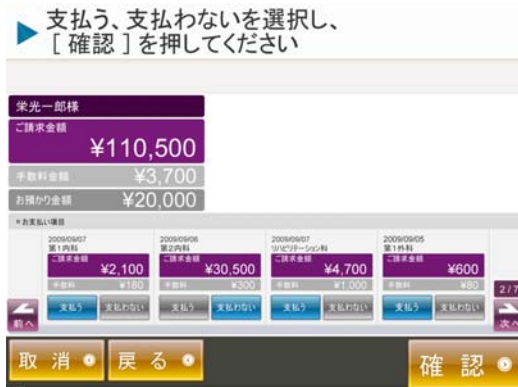 支払う、支払わないを選択し、
[ 確認 ] を押してください
栄光一郎様
ご請求金額
¥110,500
手数料金額 ¥3,700
お預かり金額 ¥20,000
×お支払い項目
2009/09/07 2009/09/06 2009/09/07 2009/09/05
第1内科 第2内科 リハビリテーション科 第1外科
ご請求金額 ご請求金額 ご請求金額 ご請求金額
¥2,100 ¥30,500 ¥4,700 ¥600
手数料 ¥180 手数料 ¥300 手数料 ¥1,000 手数料 ¥80
2/7
支払う 支払わない 支払う 支払わない 支払う 支払わない 支払う 支払わない
前へ 次へ
取 消 戻 る 確 認